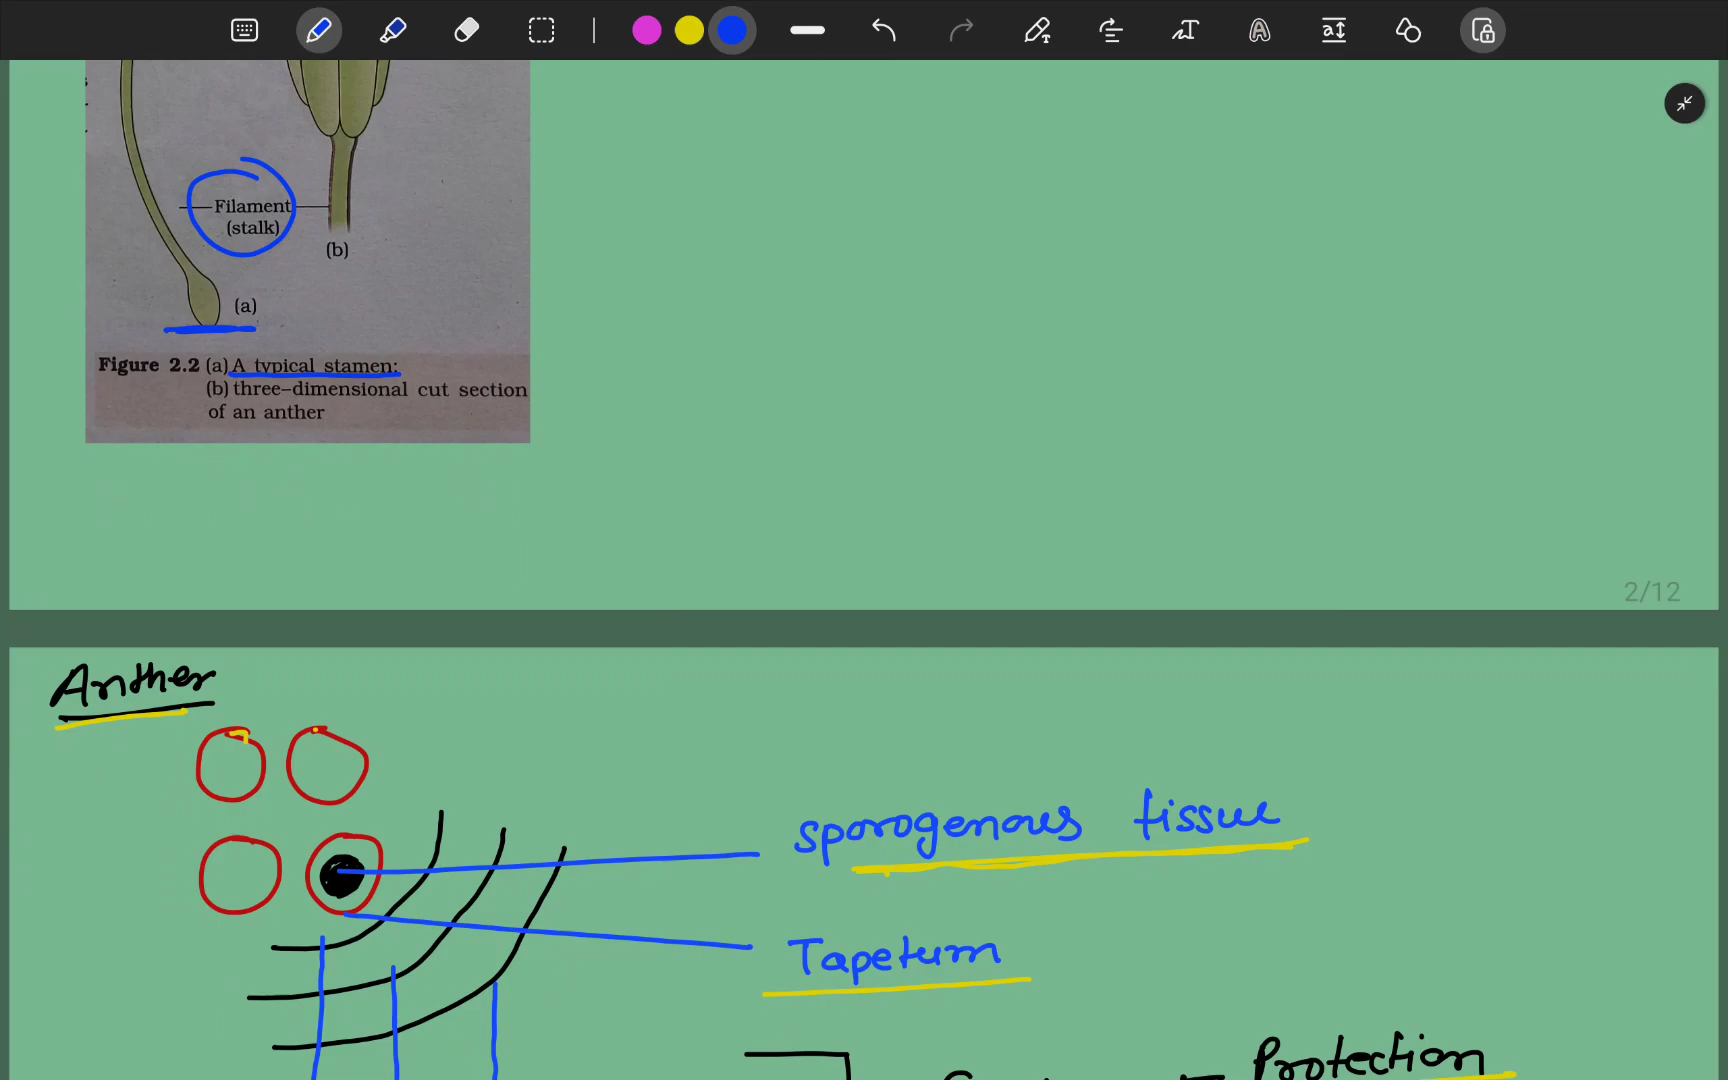 Filament
(stalk)
(b)
(a)
Figure 2.2 (a) A typical stamen:
(b) three-dimensional cut section
of an anther
2/12
Anther
sporogenous tissue
Tapetum
Protection